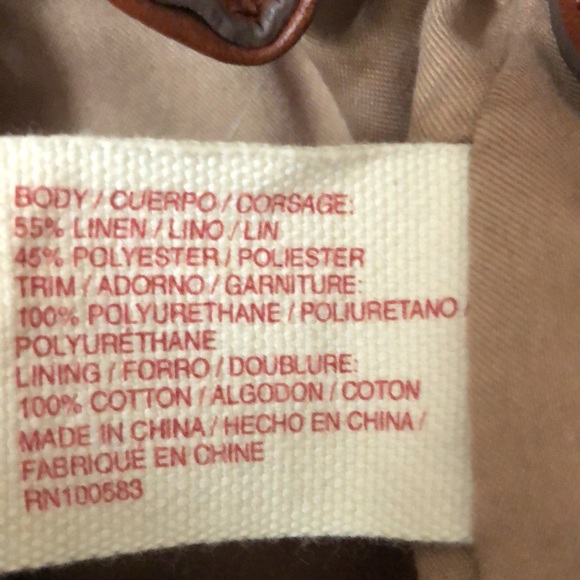 BODY / CUERPO / CORSAGE:
55% LINEN / LINO / LIN
45% POLYESTER / POLIESTER
TRIM / ADORNO / GARNITURE:
100% POLYURETHANE / POLIURETANO /
POLYURETHANE
LINING / FORRO / DOUBLURE:
100% COTTON / ALGODON / COTON
MADE IN CHINA / HECHO EN CHINA /
FABRIQUE EN CHINE
RN100583